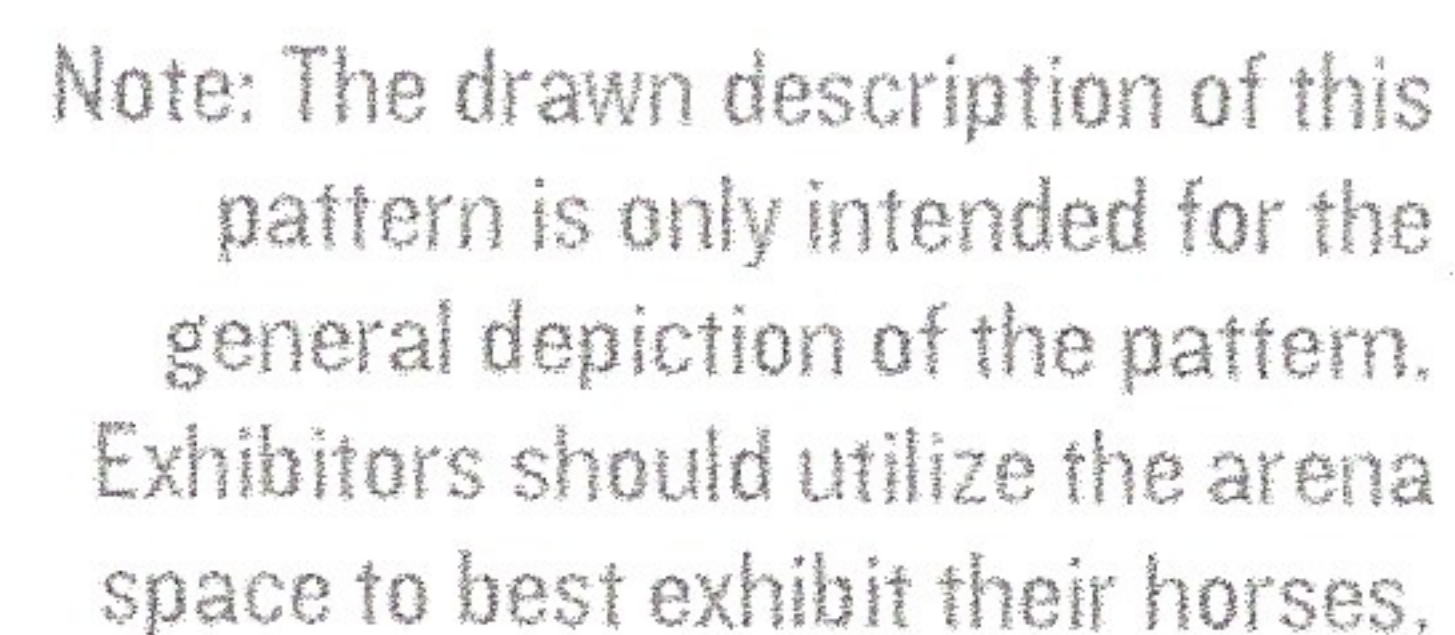 Note: The drawn description of this
pattern is only intended for the
general depiction of the pattern.
Exhibitors should utilize the arena
space to best exhibit their horses,